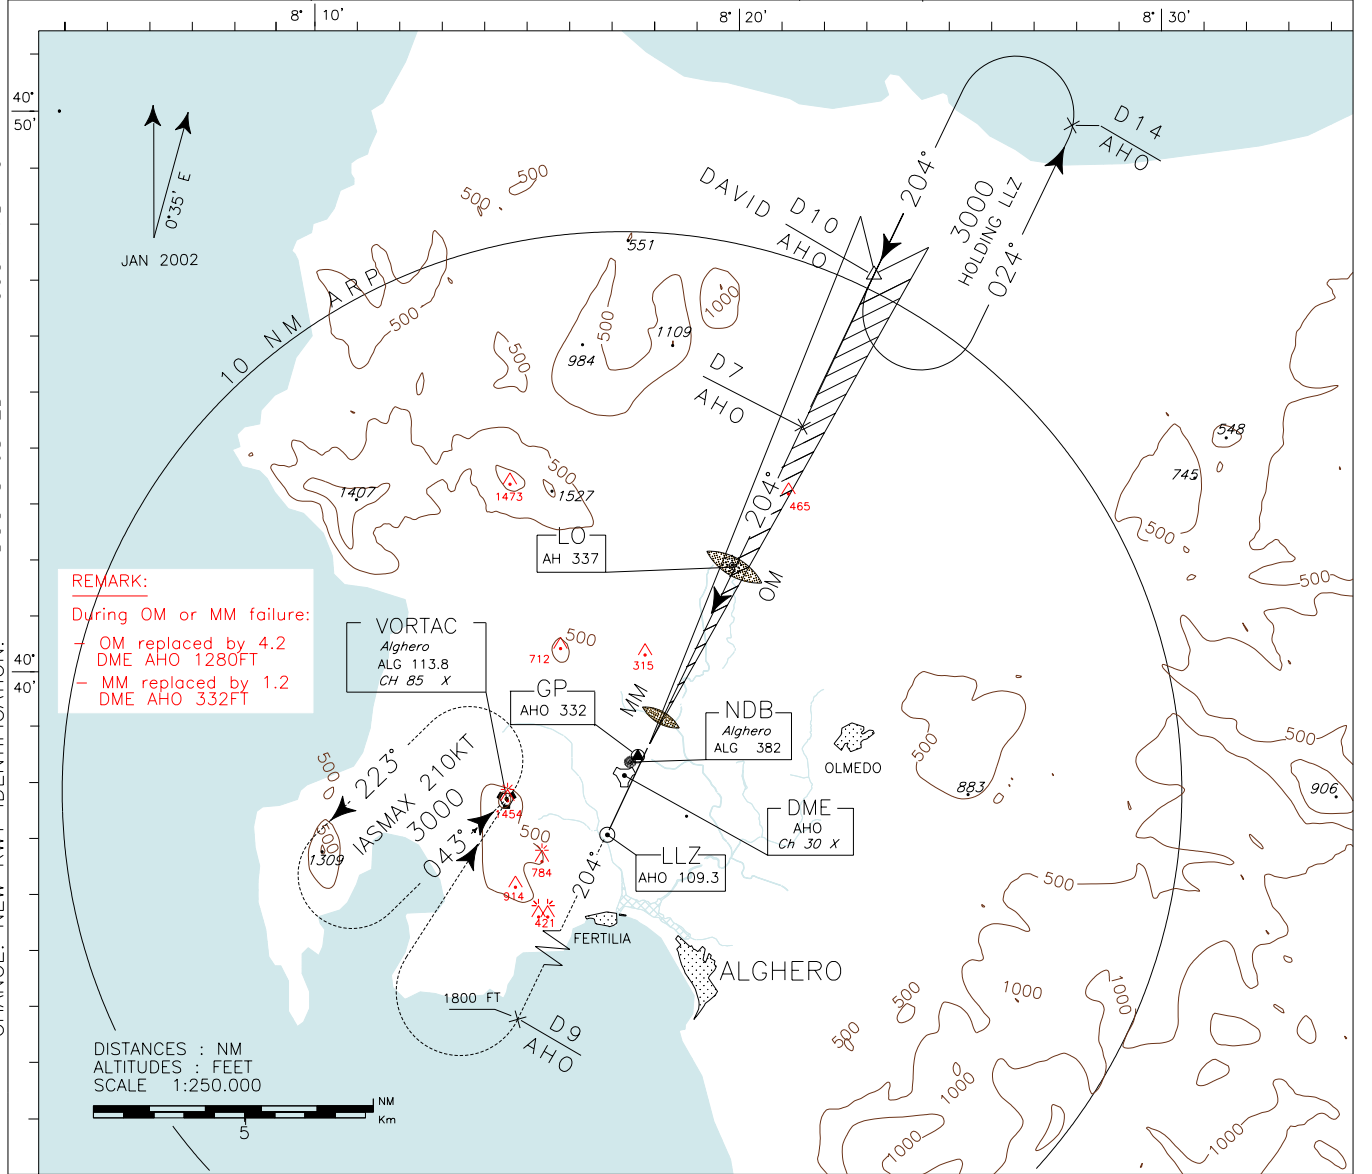 8° 10'
8° 20'
8° 30'
40°
50'
40°
40'
0°35' E
JAN 2002
10 NM ARP
D14
AHO
204°
3000
HOLDING LLZ
024°
DAVID D10
AHO
500
500
551
500
500
1109
984
1000
500
D7
AHO
548
745
500
1407
1473
500
1527
465
204°
LO
AH 337
OM
500
REMARK:
During OM or MM failure:
- OM replaced by 4.2
DME AHO 1280FT
- MM replaced by 1.2
DME AHO 332FT
VORTAC
Alghero
ALG 113.8
CH 85 X
500
712
315
GP
AHO 332
MM
NDB
Alghero
ALG 382
OLMEDO
500
883
500
906
223°
IASMAX 210KT
3000
043°
500
500
1309
1454
500
784
914
421
DME
AHO
Ch 30 X
LLZ
AHO 109.3
204°
FERTILIA
ALGHERO
1800 FT
D9
AHO
500
1000
1000
500
500
1000
1000
1000
DISTANCES : NM
ALTITUDES : FEET
SCALE 1:250.000
NM
Km
5